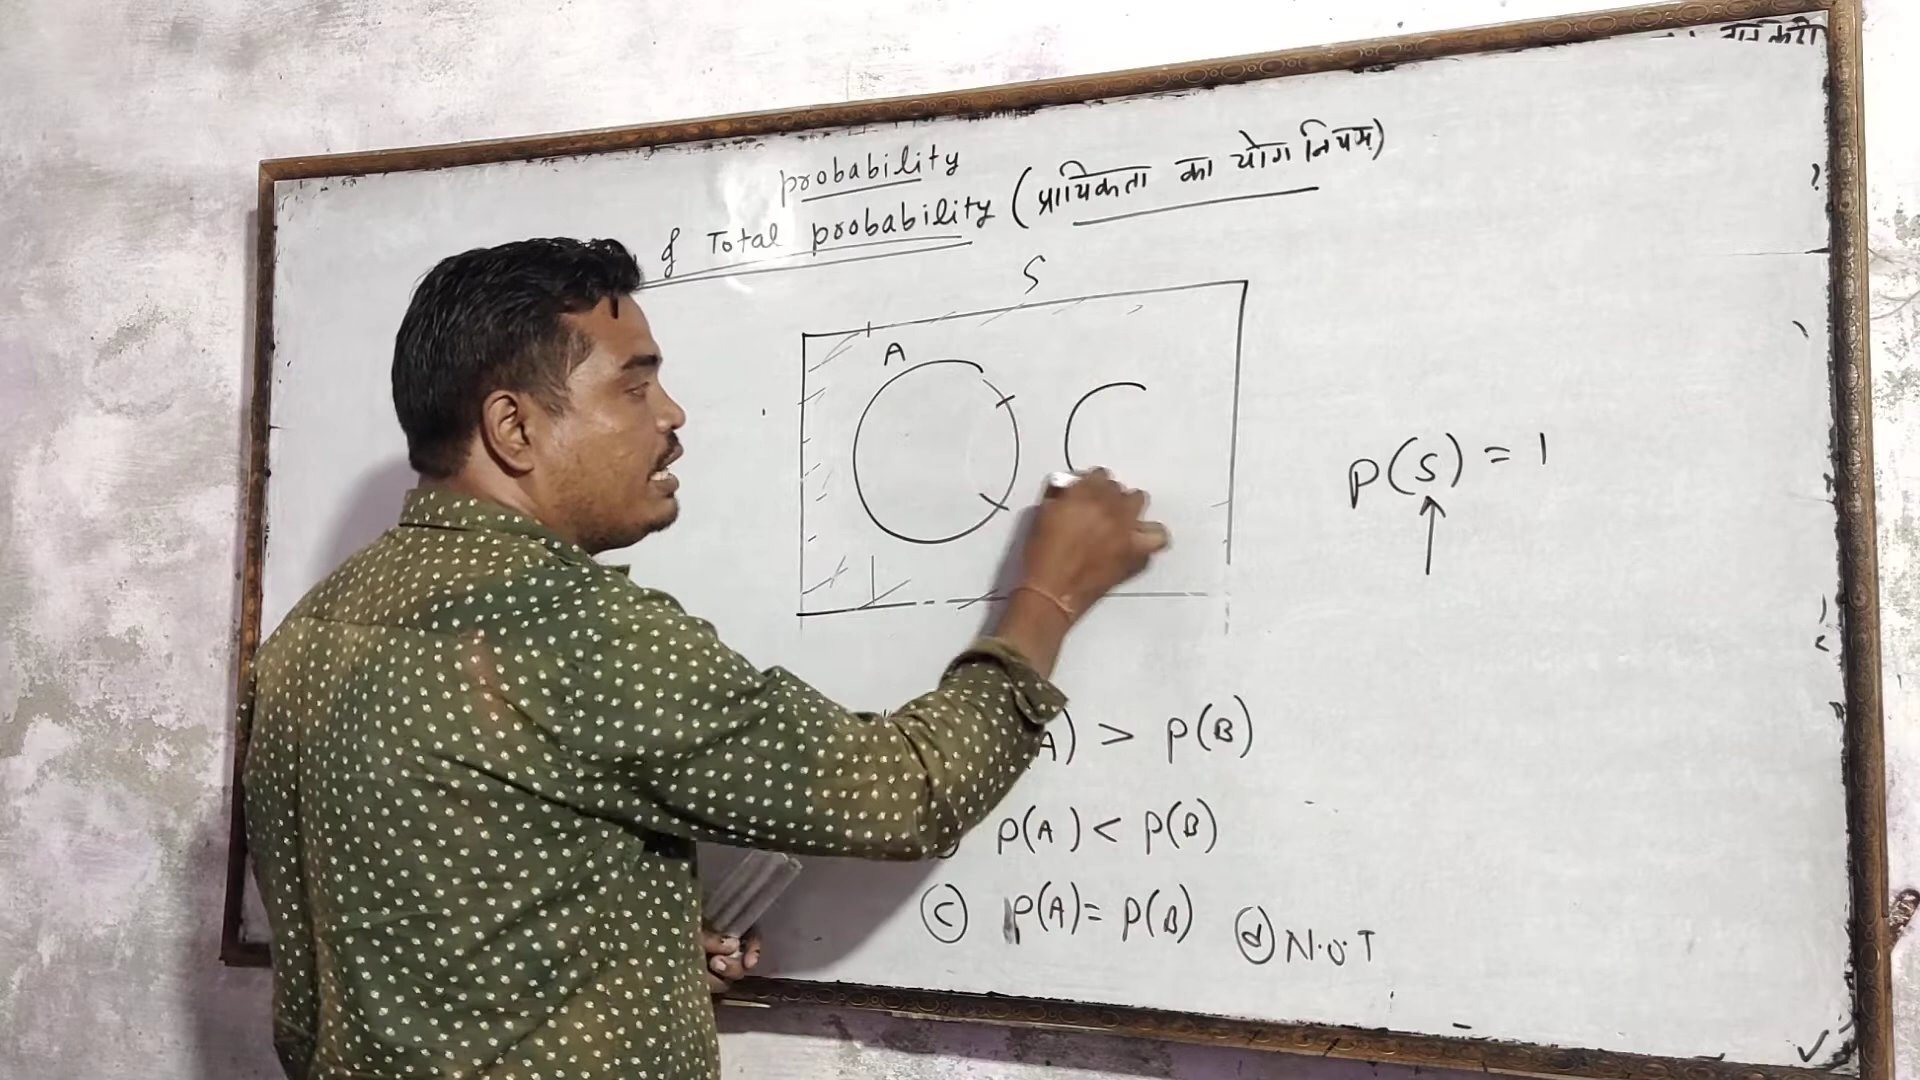 probability
of Total probability (प्रायिकता का योग नियम)
S
A
P(S) = 1
A) > P(B)
P(A) < P(B)
(c) P(A) = P(B) (d) N.O.T